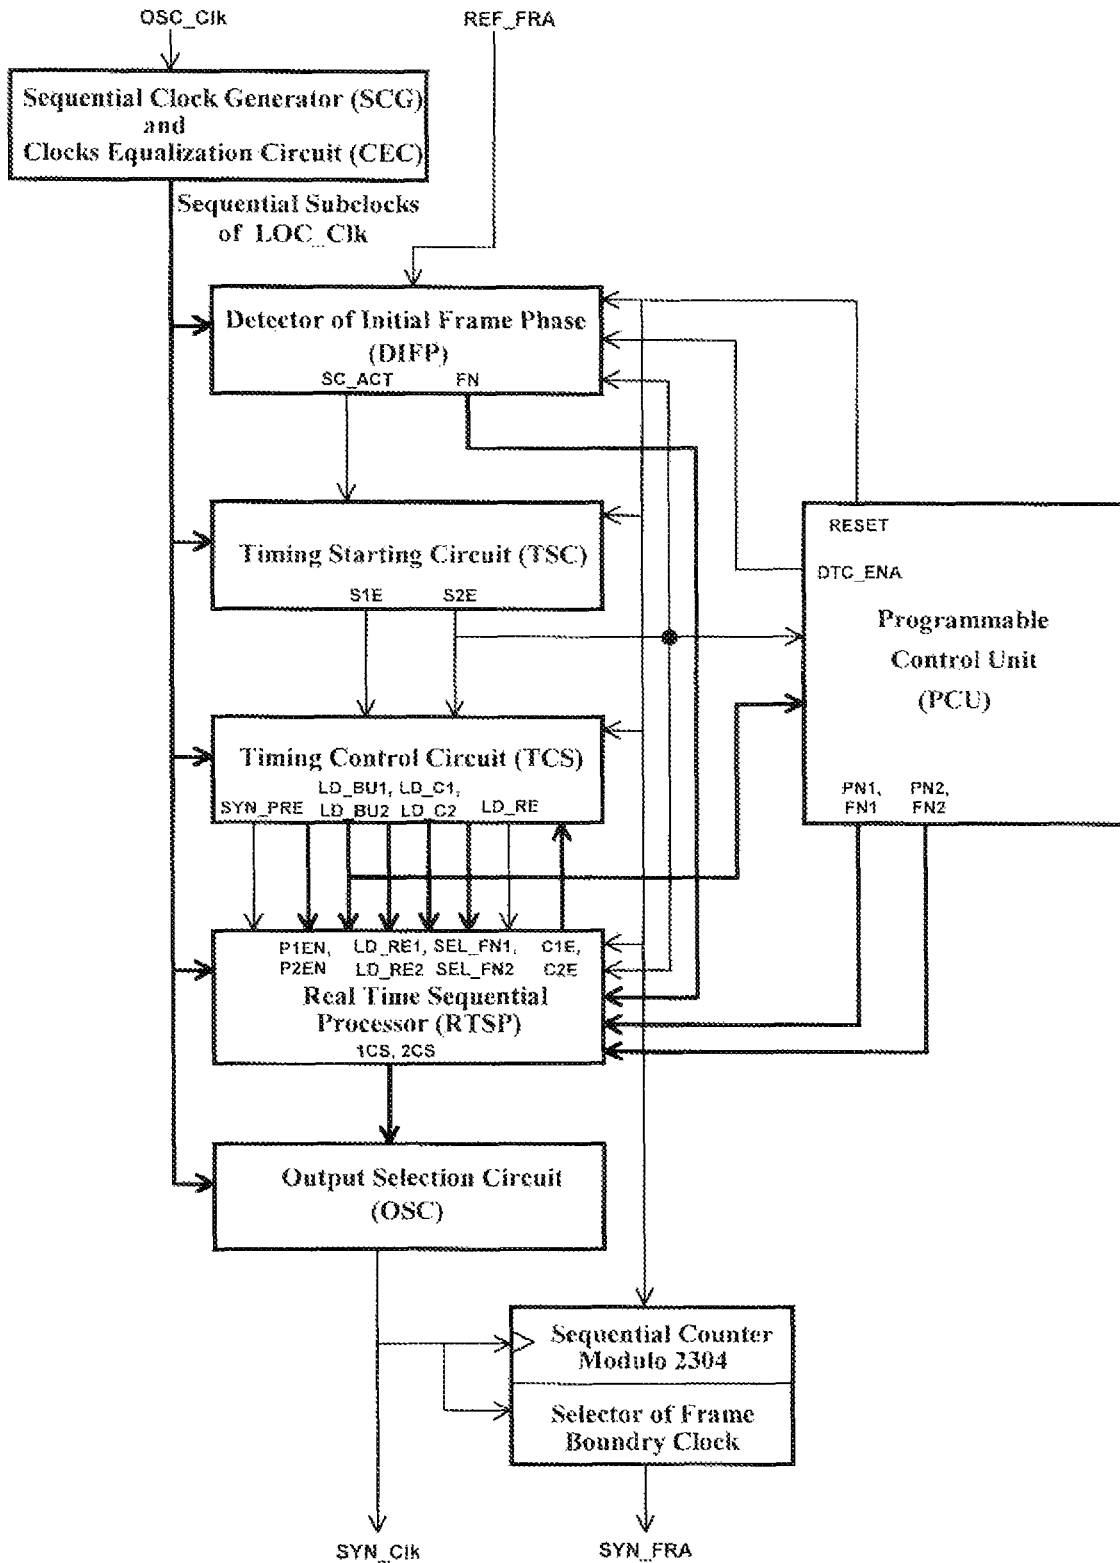 OSC_Clk
REF_FRA
Sequential Clock Generator (SCG)
and
Clocks Equalization Circuit (CEC)
Sequential Subclocks
of LOC_Clk
Detector of Initial Frame Phase
(DIFP)
SC_ACT
FN
Timing Starting Circuit (TSC)
S1E
S2E
RESET
DTC_ENA
Programmable
Control Unit
(PCU)
PN1,
FN1
PN2,
FN2
Timing Control Circuit (TCS)
LD_BU1, LD_C1,
SYN_PRE LD_BU2 LD_C2 LD_RE
P1EN, LD_RE1, SEL_FN1, C1E,
P2EN LD_RE2 SEL_FN2 C2E
Real Time Sequential
Processor (RTSP)
1CS, 2CS
Output Selection Circuit
(OSC)
Sequential Counter
Modulo 2304
Selector of Frame
Boundry Clock
SYN_Clk
SYN_FRA